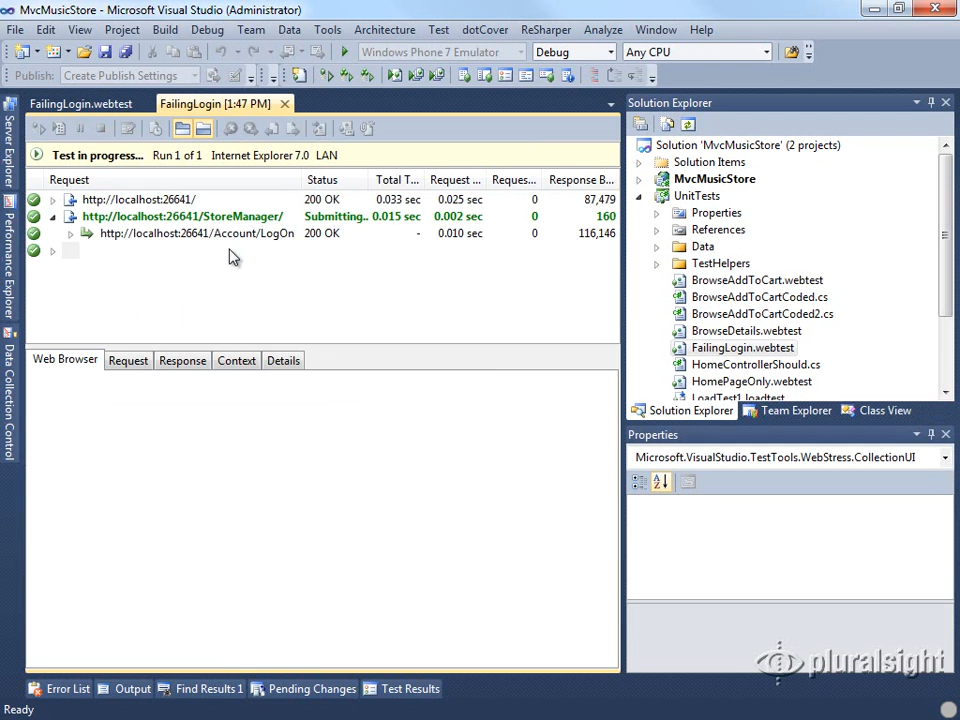 MvcMusicStore - Microsoft Visual Studio (Administrator)
File Edit View Project Build Debug Team Data Tools Architecture Test dotCover ReSharper Analyze Window Help
Windows Phone 7 Emulator Debug Any CPU
Publish: Create Publish Settings
FailingLogin.webtest FailingLogin [1:47 PM]
Test in progress... Run 1 of 1 Internet Explorer 7.0 LAN
Request Status Total T... Request ... Reques... Response B...
http://localhost:26641/ 200 OK 0.033 sec 0.025 sec 0 87,479
http://localhost:26641/StoreManager/ Submitting.. 0.015 sec 0.002 sec 0 160
http://localhost:26641/Account/LogOn 200 OK - 0.010 sec 0 116,146
Web Browser Request Response Context Details
Server Explorer
Performance Explorer
Data Collection Control
Solution Explorer
Solution 'MvcMusicStore' (2 projects)
Solution Items
MvcMusicStore
UnitTests
Properties
References
Data
TestHelpers
BrowseAddToCart.webtest
BrowseAddToCartCoded.cs
BrowseAddToCartCoded2.cs
BrowseDetails.webtest
FailingLogin.webtest
HomeControllerShould.cs
HomePageOnly.webtest
LoadTest1.loadtest
Solution Explorer Team Explorer Class View
Properties
Microsoft.VisualStudio.TestTools.WebStress.CollectionUI
pluralsight
Error List Output Find Results 1 Pending Changes Test Results
Ready